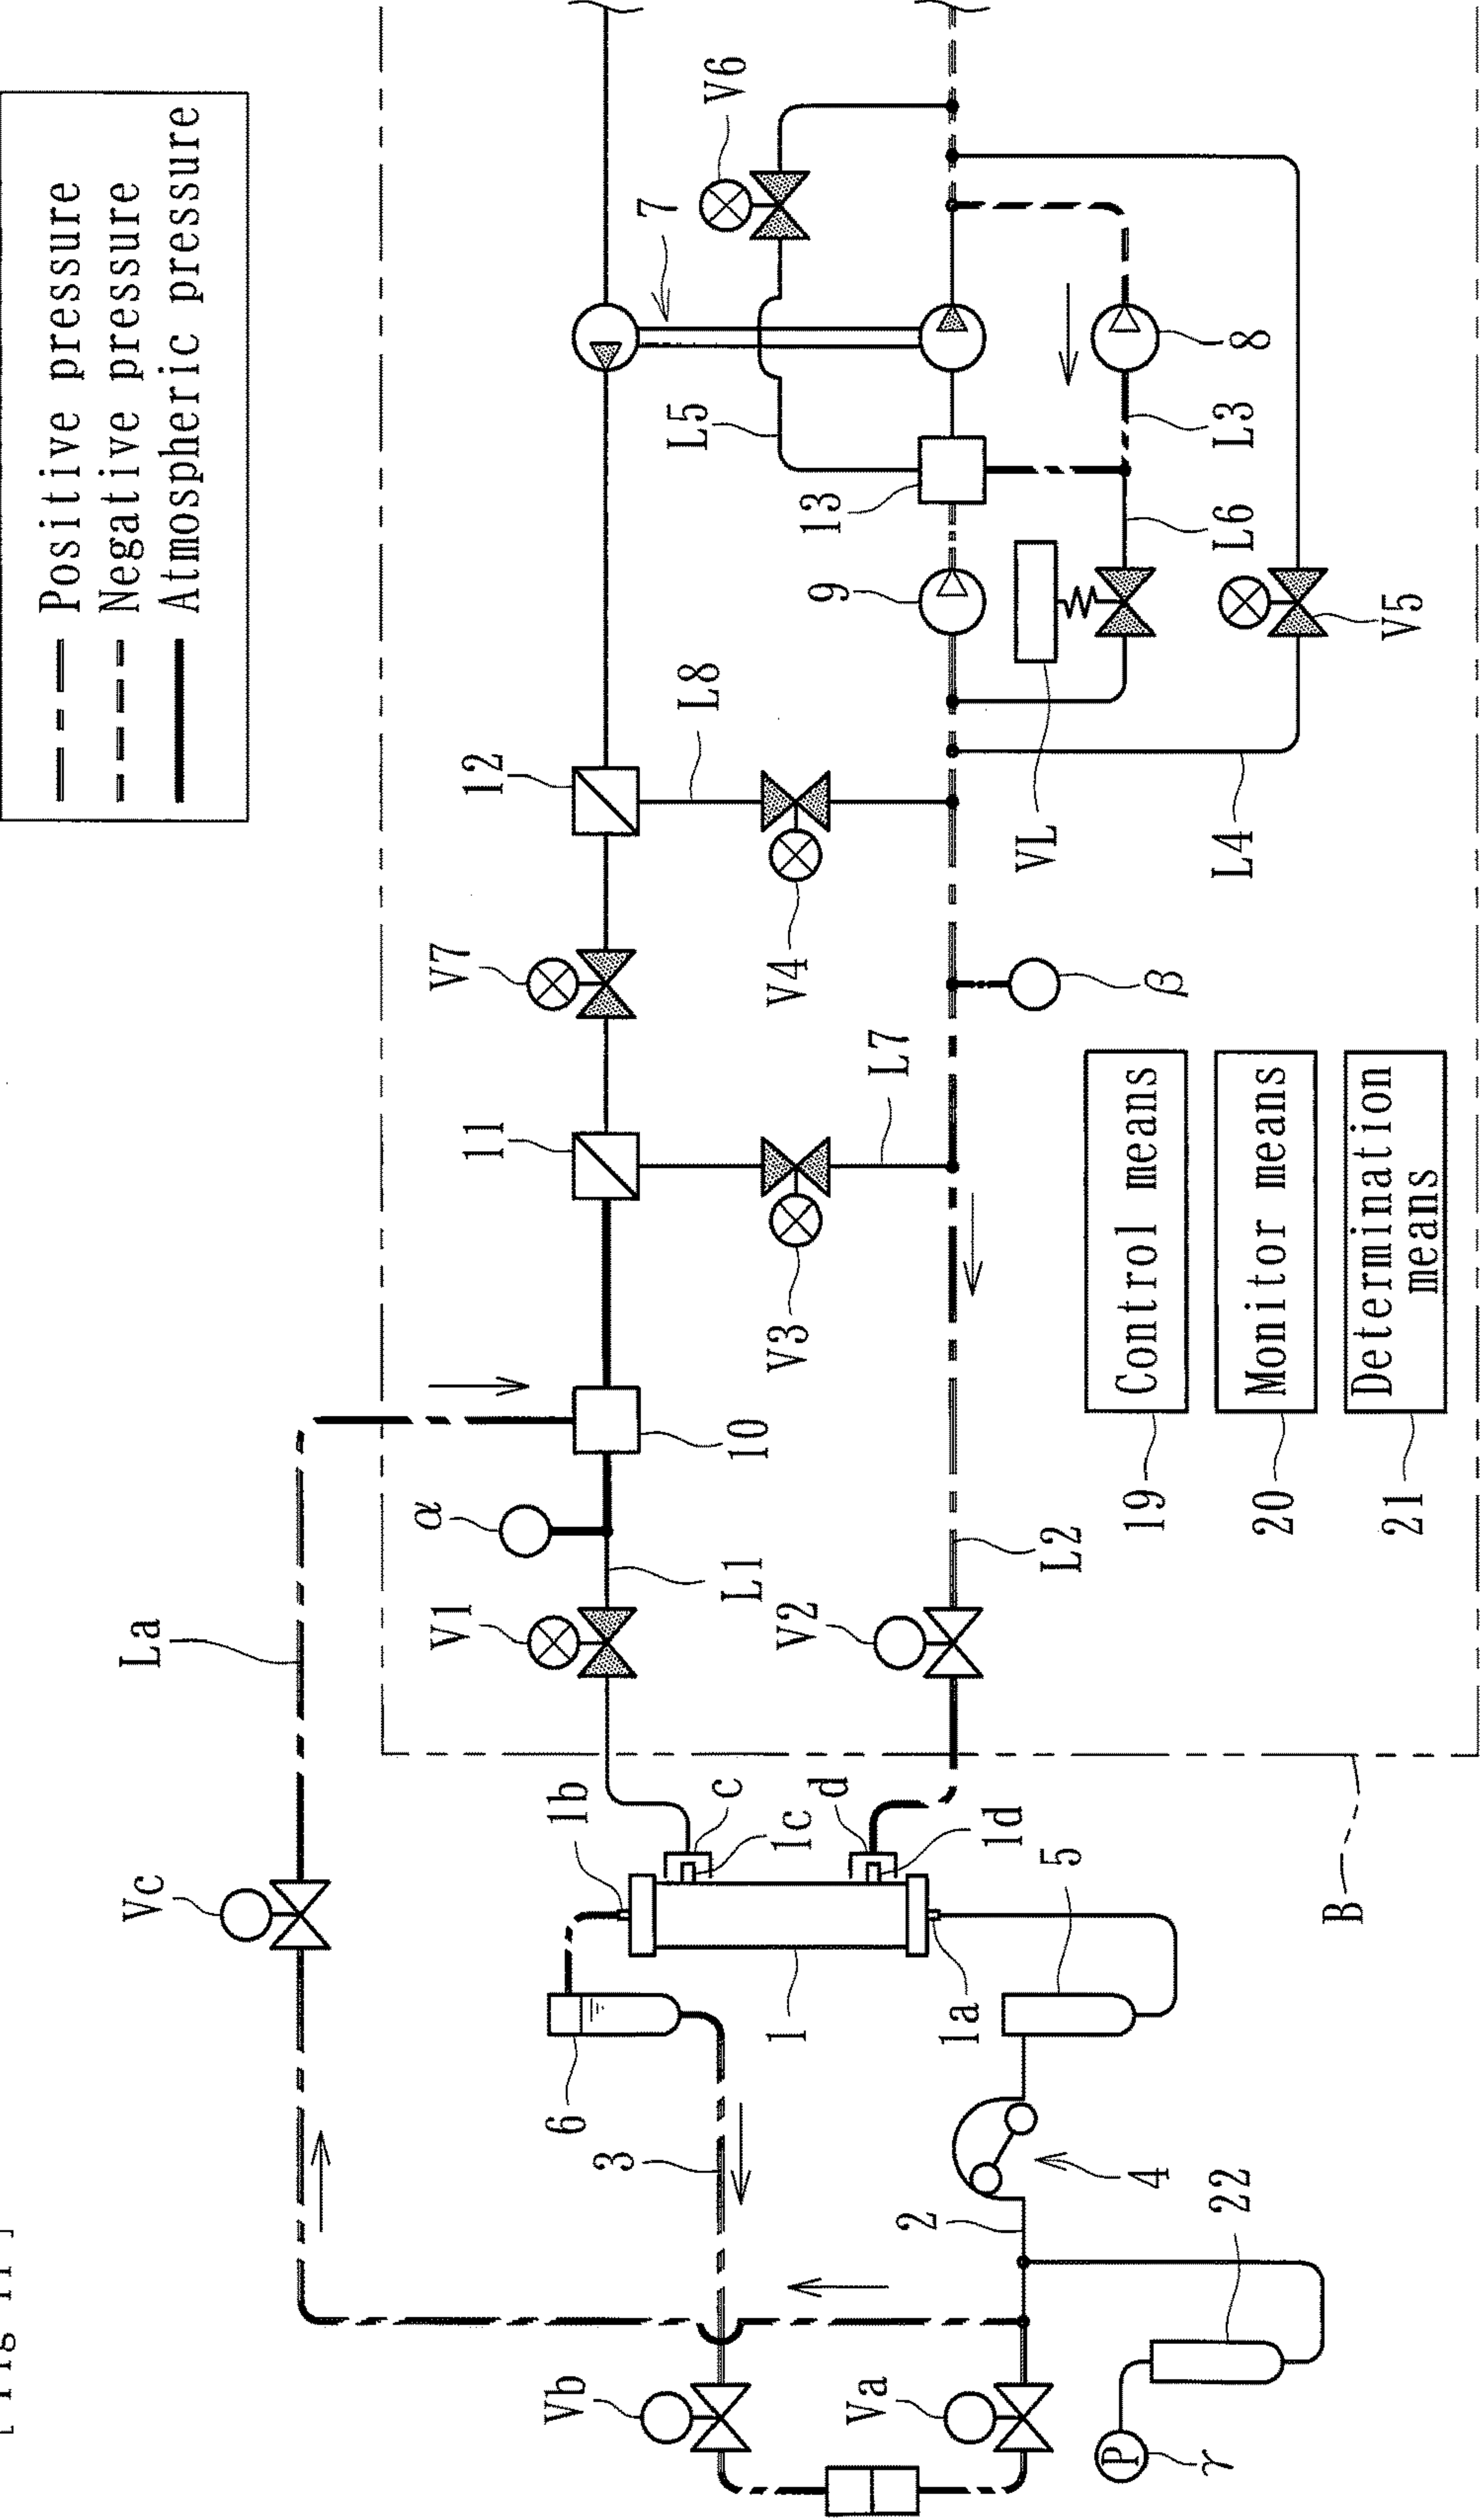 [Fig 11]
Positive pressure
Negative pressure
Atmospheric pressure
La
Vc
Vb
Va
γ
P
22
4
2
3
6
5
1
1a
1b
1c
1d
c
d
B
V1
V2
L1
L2
α
10
11
V3
L7
V7
12
V4
L8
β
19
Control means
20
Monitor means
21
Determination
means
VL
L4
V5
L6
L3
8
9
13
L5
7
V6